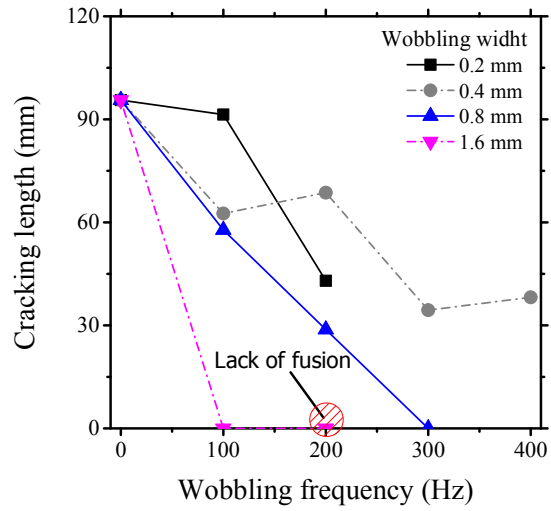 120
90
60
30
0
Cracking length (mm)
Wobbling widht
0.2 mm
0.4 mm
0.8 mm
1.6 mm
Lack of fusion
0 100 200 300 400
Wobbling frequency (Hz)